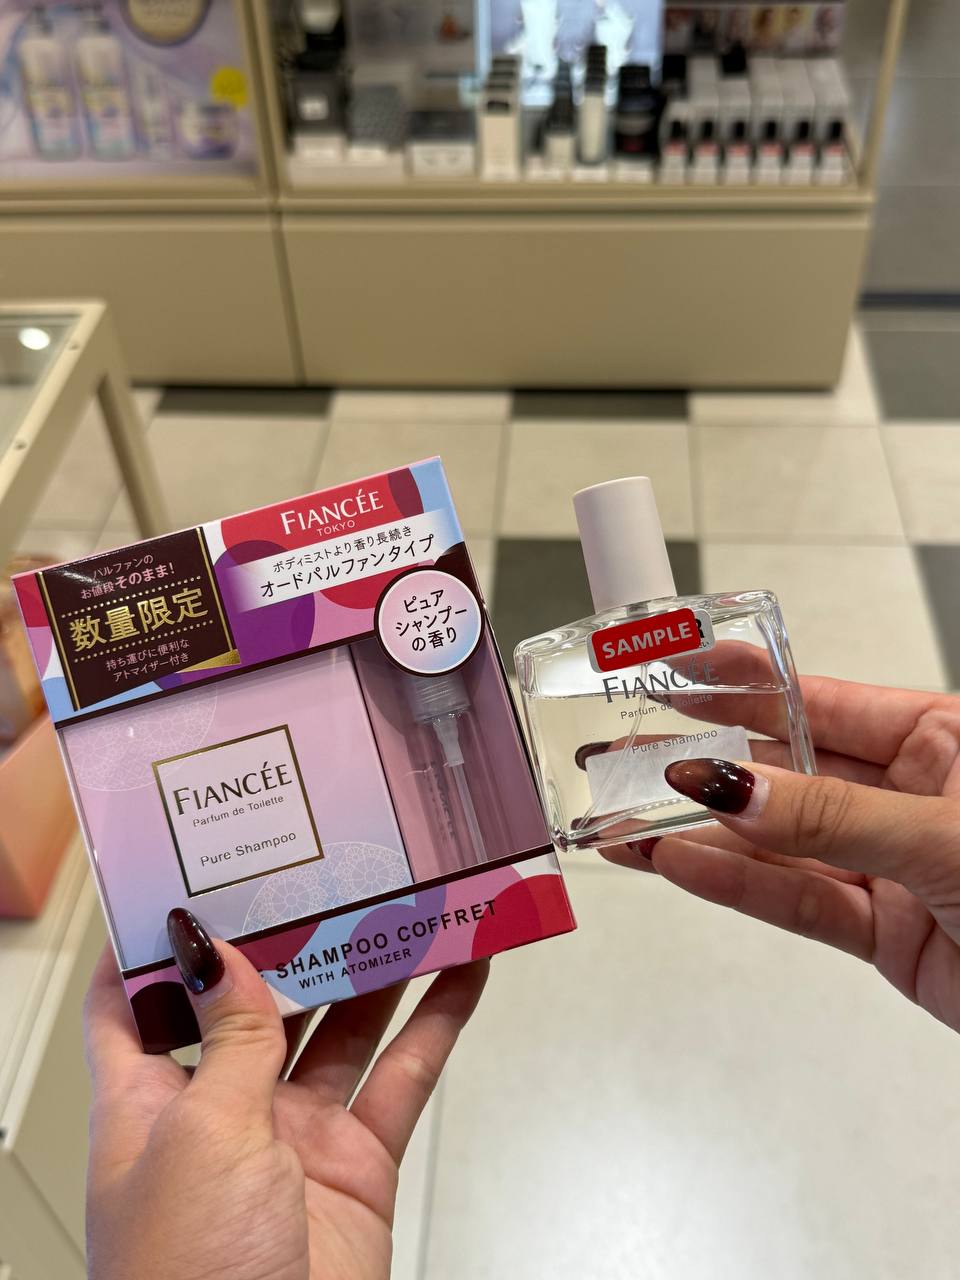 FIANCÉE
TOKYO
ボディミストより香り長続き
オードパルファンタイプ
パルファンの
お値段そのまま!
数量限定
持ち運びに便利な
アトマイザー付き
ピュア
シャンプー
の香り
FIANCÉE
Parfum de Toilette
Pure Shampoo
SHAMPOO COFFRET
WITH ATOMIZER
SAMPLE
FIANCÉE
Parfum de Toilette
Pure Shampoo